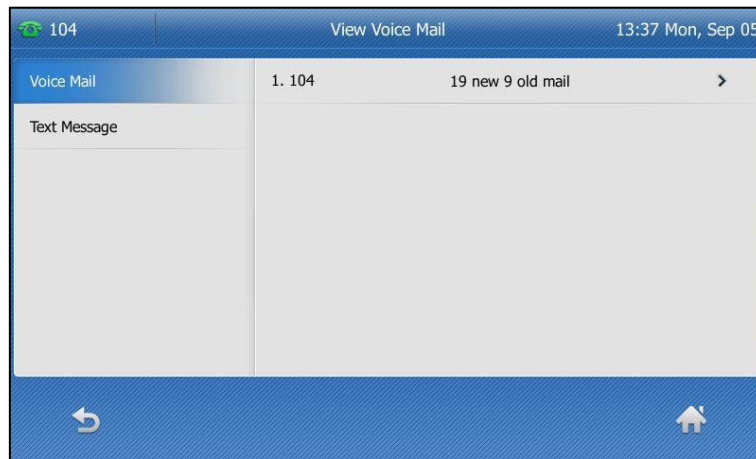 104 View Voice Mail 13:37 Mon, Sep 05
Voice Mail
1. 104 19 new 9 old mail
Text Message